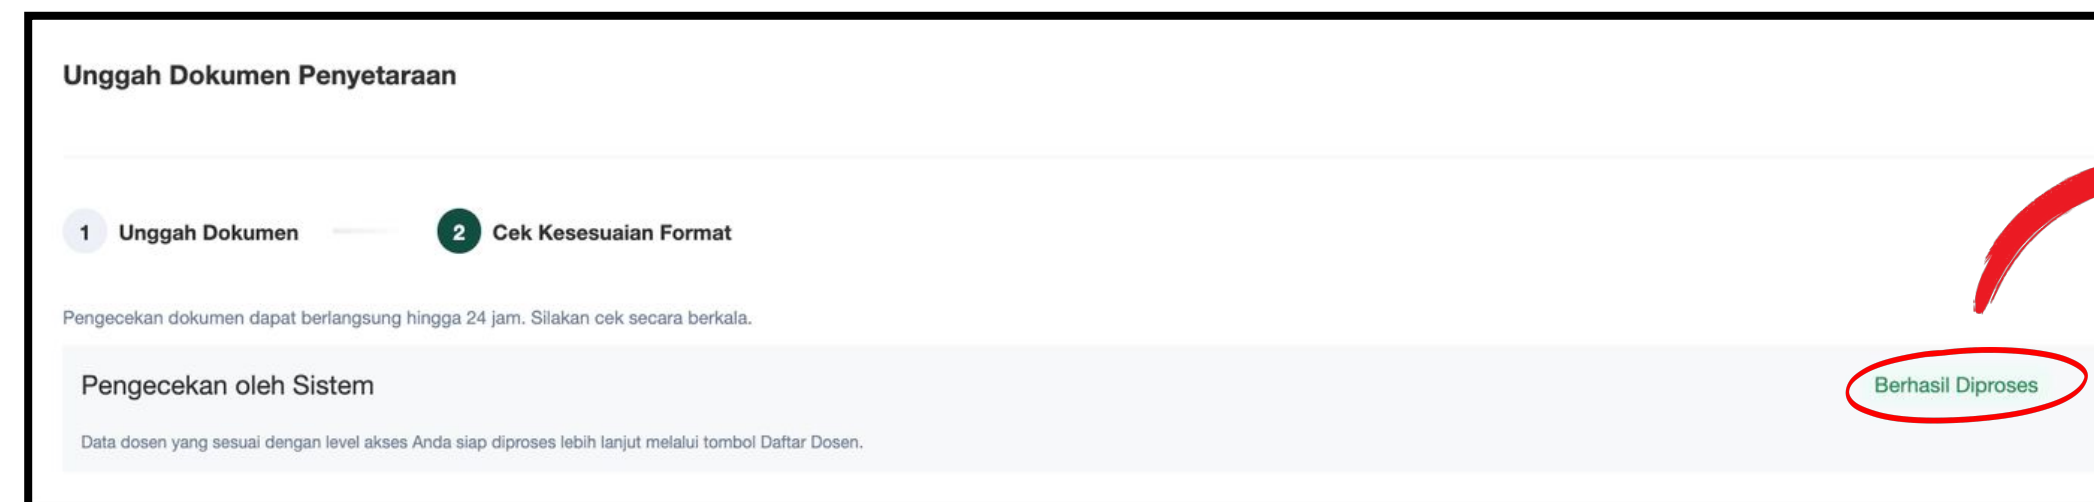 Unggah Dokumen Penyetaraan
1 Unggah Dokumen 2 Cek Kesesuaian Format
Pengecekan dokumen dapat berlangsung hingga 24 jam. Silakan cek secara berkala.
Pengecekan oleh Sistem Berhasil Diproses
Data dosen yang sesuai dengan level akses Anda siap diproses lebih lanjut melalui tombol Daftar Dosen.